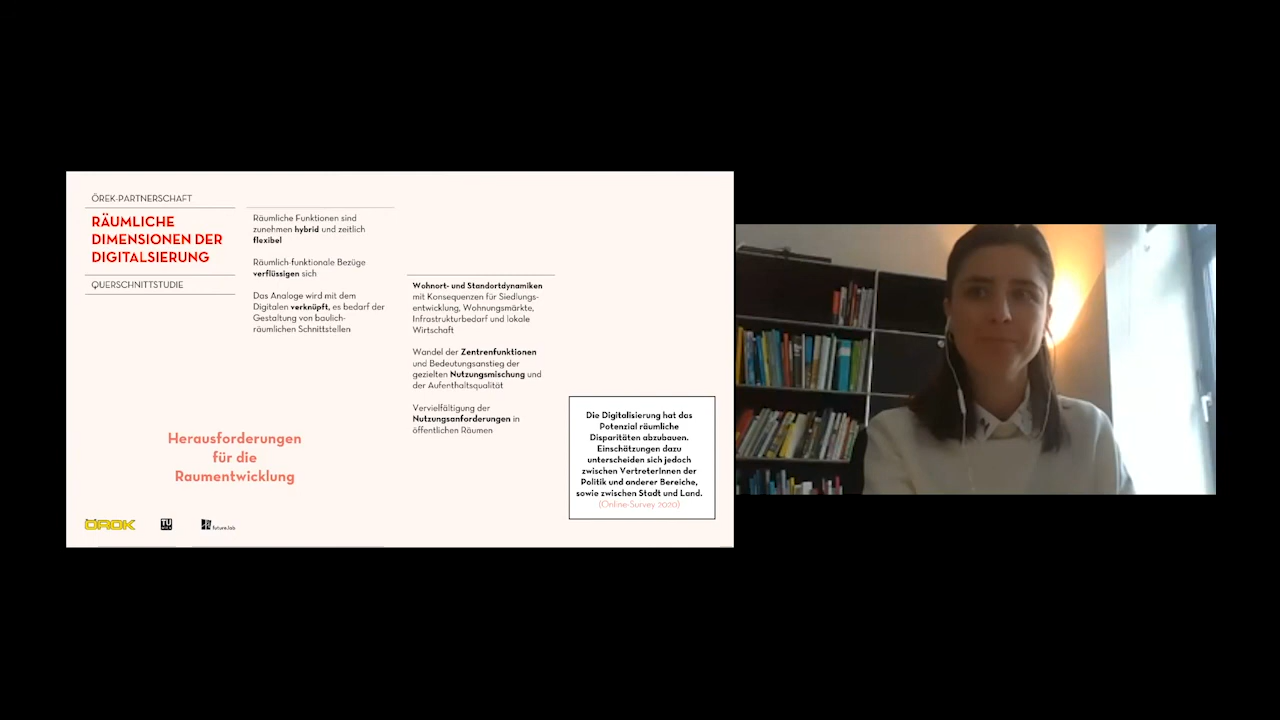 ÖREK-PARTNERSCHAFT
RÄUMLICHE
DIMENSIONEN DER
DIGITALSIERUNG
QUERSCHNITTSTUDIE
Räumliche Funktionen sind
zunehmen hybrid und zeitlich
flexibel
Räumlich-funktionale Bezüge
verflüssigen sich
Das Analoge wird mit dem
Digitalen verknüpft, es bedarf der
Gestaltung von baulich-
räumlichen Schnittstellen
Wohnort- und Standortdynamiken
mit Konsequenzen für Siedlungs-
entwicklung, Wohnungsmärkte,
Infrastrukturbedarf und lokale
Wirtschaft
Wandel der Zentrenfunktionen
und Bedeutungsanstieg der
gezielten Nutzungsmischung und
der Aufenthaltsqualität
Vervielfältigung der
Nutzungsanforderungen in
öffentlichen Räumen
Herausforderungen
für die
Raumentwicklung
Die Digitalisierung hat das
Potenzial räumliche
Disparitäten abzubauen.
Einschätzungen dazu
unterscheiden sich jedoch
zwischen VertreterInnen der
Politik und anderer Bereiche,
sowie zwischen Stadt und Land.
(Online-Survey 2020)
ÖROK
TU
future.lab